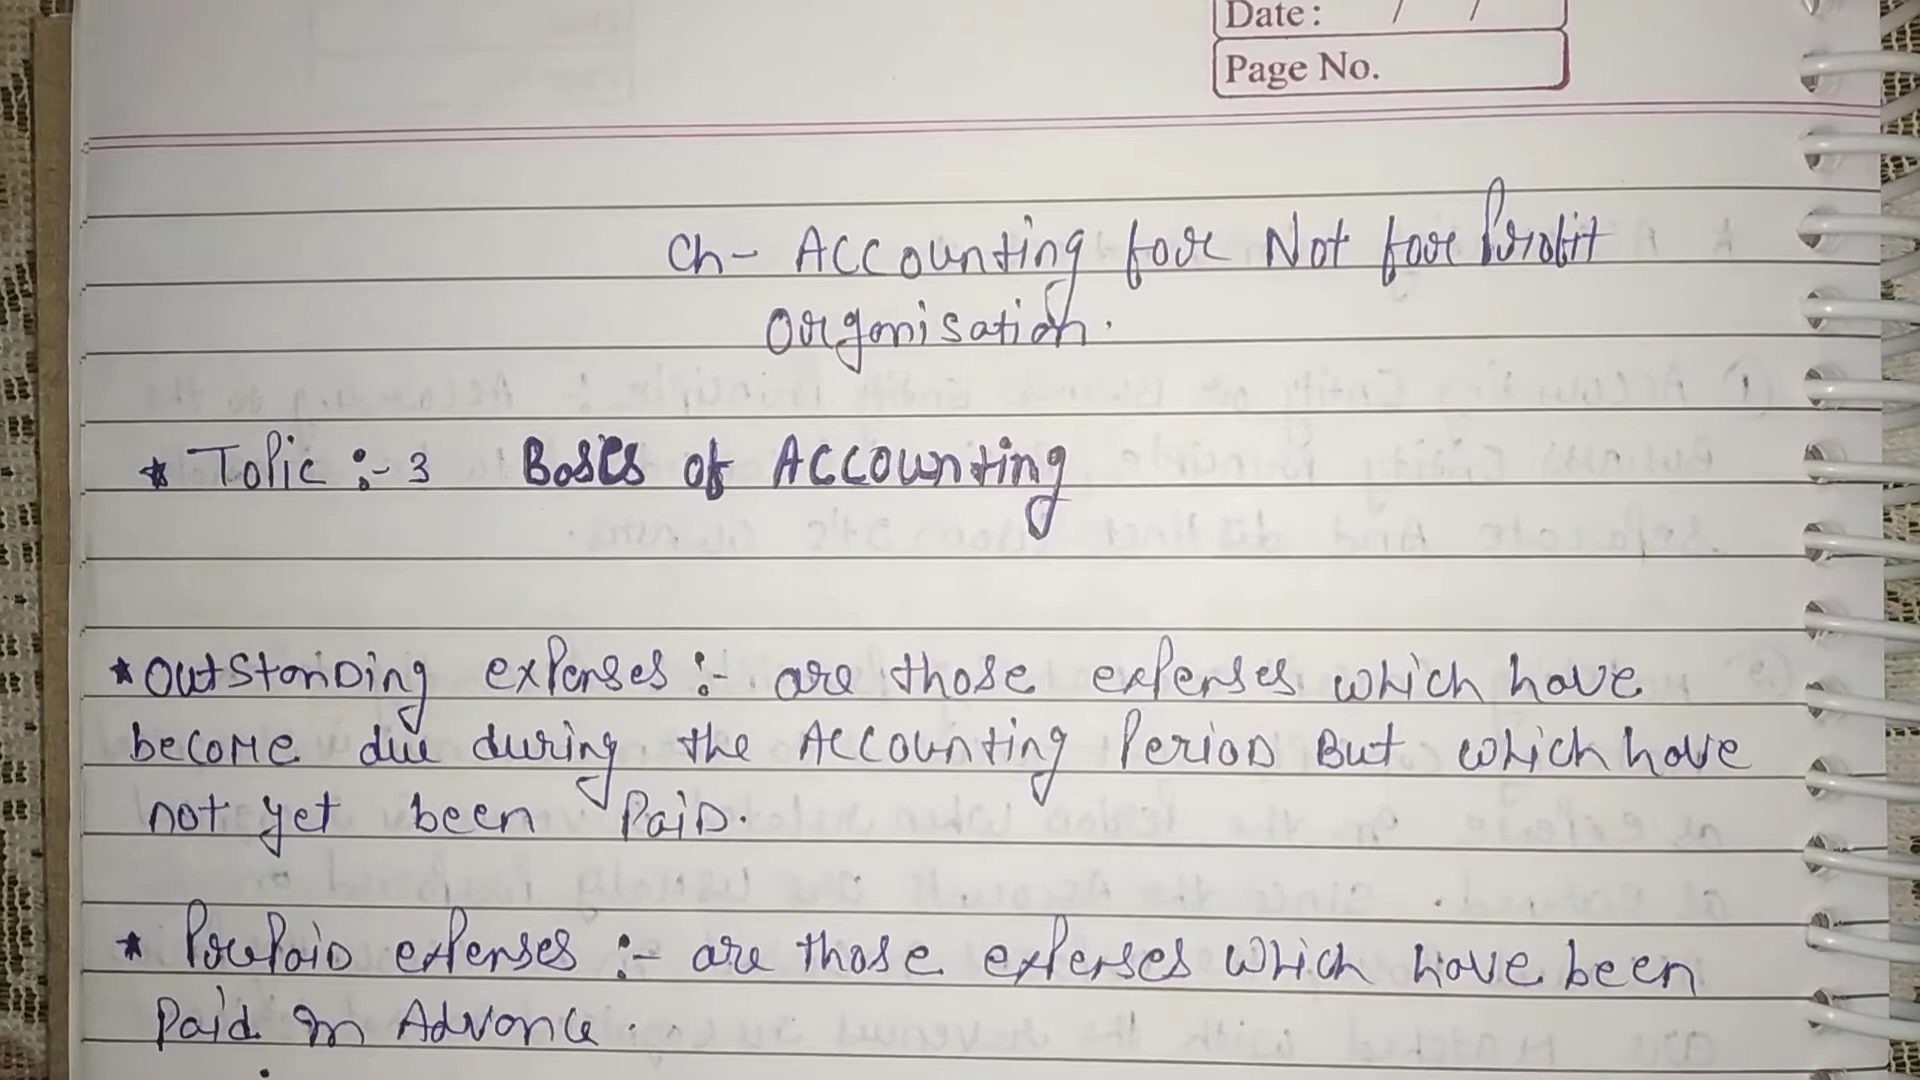 Date: / /
Page No.
Ch- Accounting for Not for Profit
Organisation.
* Topic :- 3 Basis of Accounting
* Outstanding expenses :- are those expenses which have
become due during the Accounting Period But which have
not yet been Paid.
* Prepaid expenses :- are those expenses which have been
Paid In Advance.